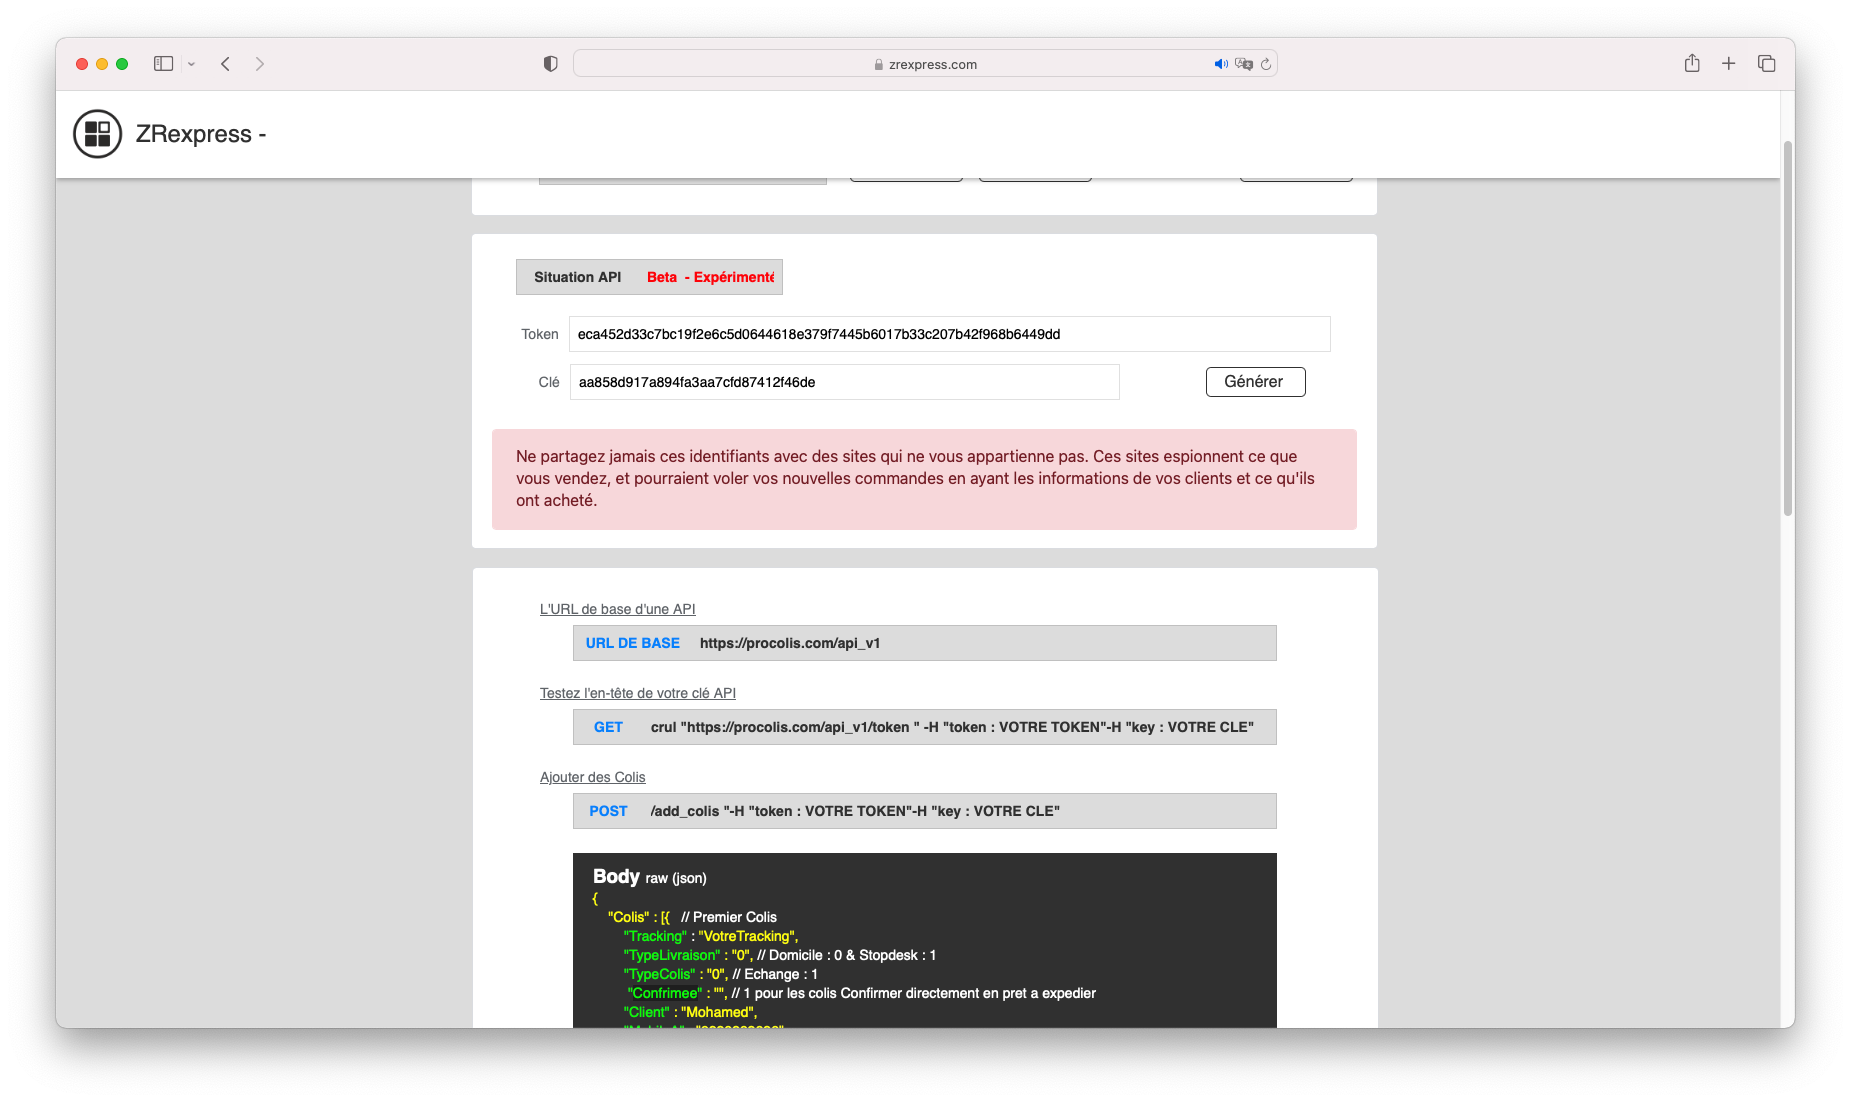 zrexpress.com
ZRexpress -
Situation API Beta - Expérimenté
Token eca452d33c7bc19f2e6c5d0644618e379f7445b6017b33c207b42f968b6449dd
Clé aa858d917a894fa3aa7cfd87412f46de Générer
Ne partagez jamais ces identifiants avec des sites qui ne vous appartienne pas. Ces sites espionnent ce que
vous vendez, et pourraient voler vos nouvelles commandes en ayant les informations de vos clients et ce qu'ils
ont acheté.
L'URL de base d'une API
URL DE BASE https://procolis.com/api_v1
Testez l'en-tête de votre clé API
GET crul "https://procolis.com/api_v1/token " -H "token : VOTRE TOKEN"-H "key : VOTRE CLE"
Ajouter des Colis
POST /add_colis "-H "token : VOTRE TOKEN"-H "key : VOTRE CLE"
Body raw (json)
{
"Colis" : [{ // Premier Colis
"Tracking" : "VotreTracking",
"TypeLivraison" : "0", // Domicile : 0 & Stopdesk : 1
"TypeColis" : "0", // Echange : 1
"Confrimee" : "", // 1 pour les colis Confirmer directement en pret a expedier
"Client" : "Mohamed",